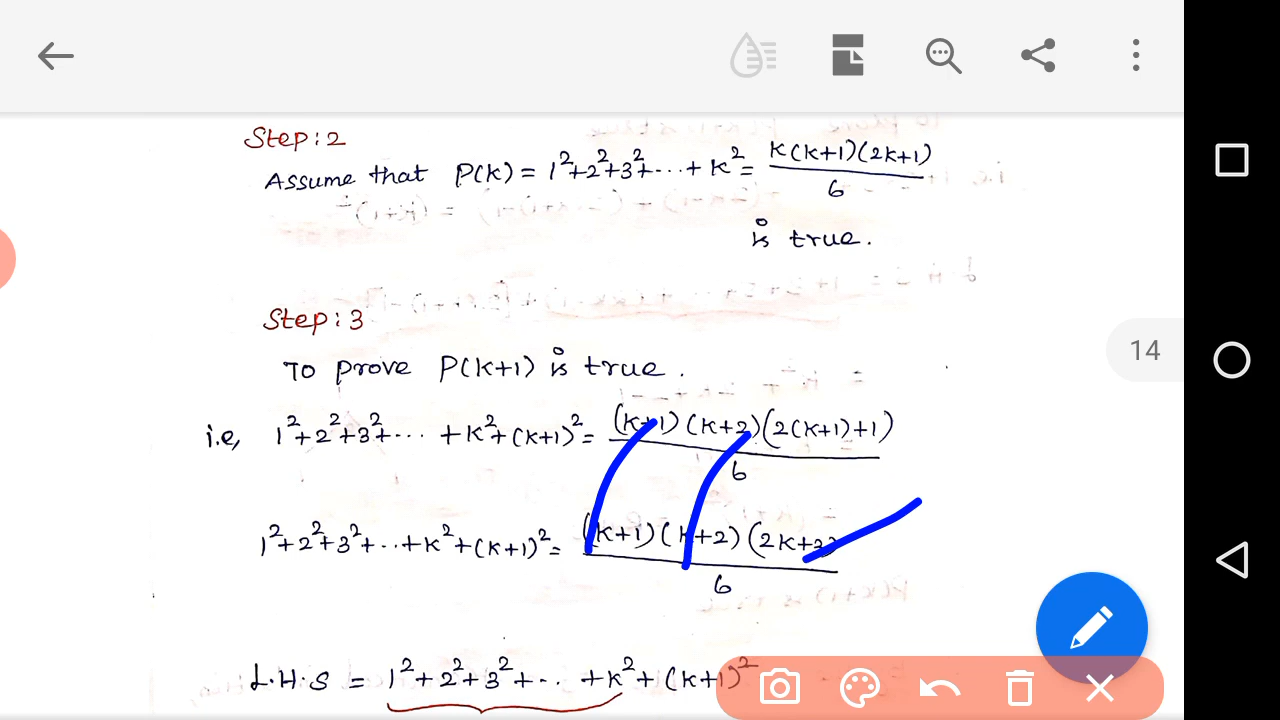 Step: 2
Assume that P(k) = 1²+2²+3²+...+k² = k(k+1)(2k+1)/6
is true.
Step: 3
To prove P(k+1) is true.
i.e, 1²+2²+3²+... +k²+(k+1)² = (k+1)(k+2)(2(k+1)+1)/6
14
1²+2²+3²+...+k²+(k+1)² = (k+1)(k+2)(2k+3)/6
L.H.S = 1²+2²+3²+... +k²+(k+1)²